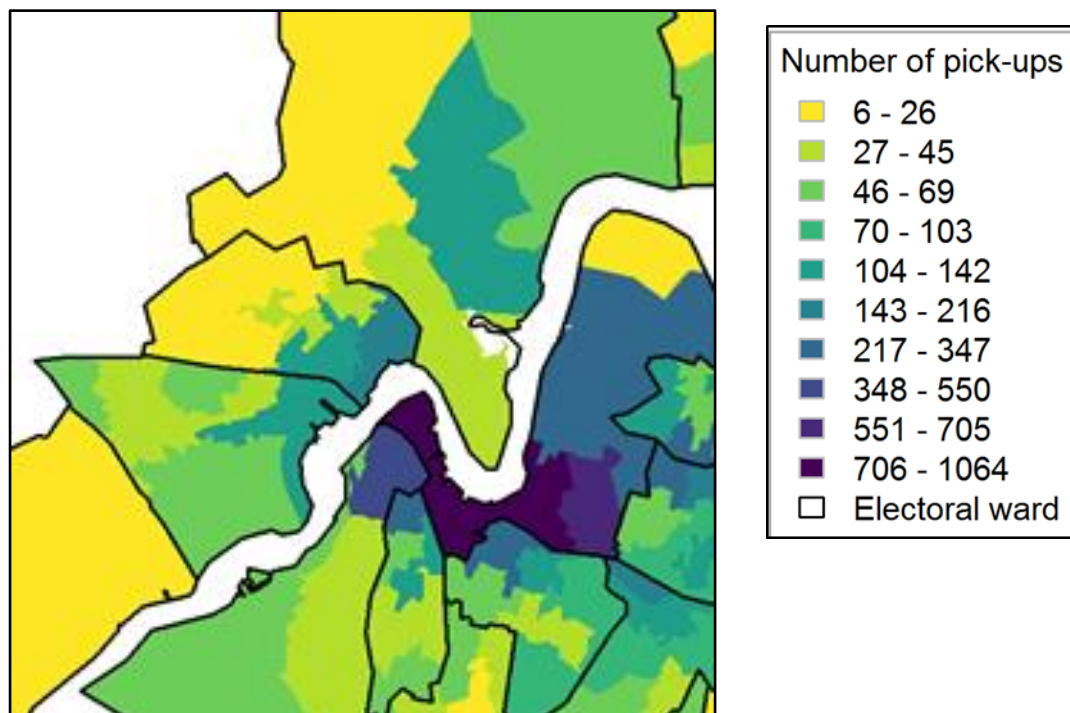 Number of pick-ups
6 - 26
27 - 45
46 - 69
70 - 103
104 - 142
143 - 216
217 - 347
348 - 550
551 - 705
706 - 1064
Electoral ward